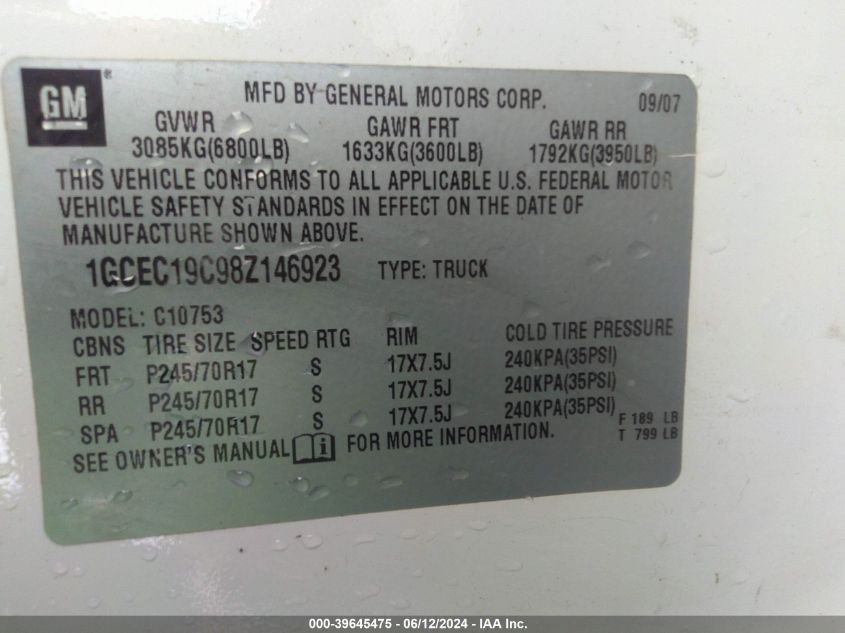 GM ®
MFD BY GENERAL MOTORS CORP. 09/07
GVWR GAWR FRT GAWR RR
3085KG(6800LB) 1633KG(3600LB) 1792KG(3950LB)
THIS VEHICLE CONFORMS TO ALL APPLICABLE U.S. FEDERAL MOTOR
VEHICLE SAFETY STANDARDS IN EFFECT ON THE DATE OF
MANUFACTURE SHOWN ABOVE.
1GCEC19C98Z146923 TYPE: TRUCK
MODEL: C10753
CBNS TIRE SIZE SPEED RTG RIM COLD TIRE PRESSURE
FRT P245/70R17 S 17X7.5J 240KPA(35PSI)
RR P245/70R17 S 17X7.5J 240KPA(35PSI)
SPA P245/70R17 S 17X7.5J 240KPA(35PSI)
F 189 LB
T 799 LB
SEE OWNER'S MANUAL i FOR MORE INFORMATION.
000-39645475 - 06/12/2024 - IAA Inc.